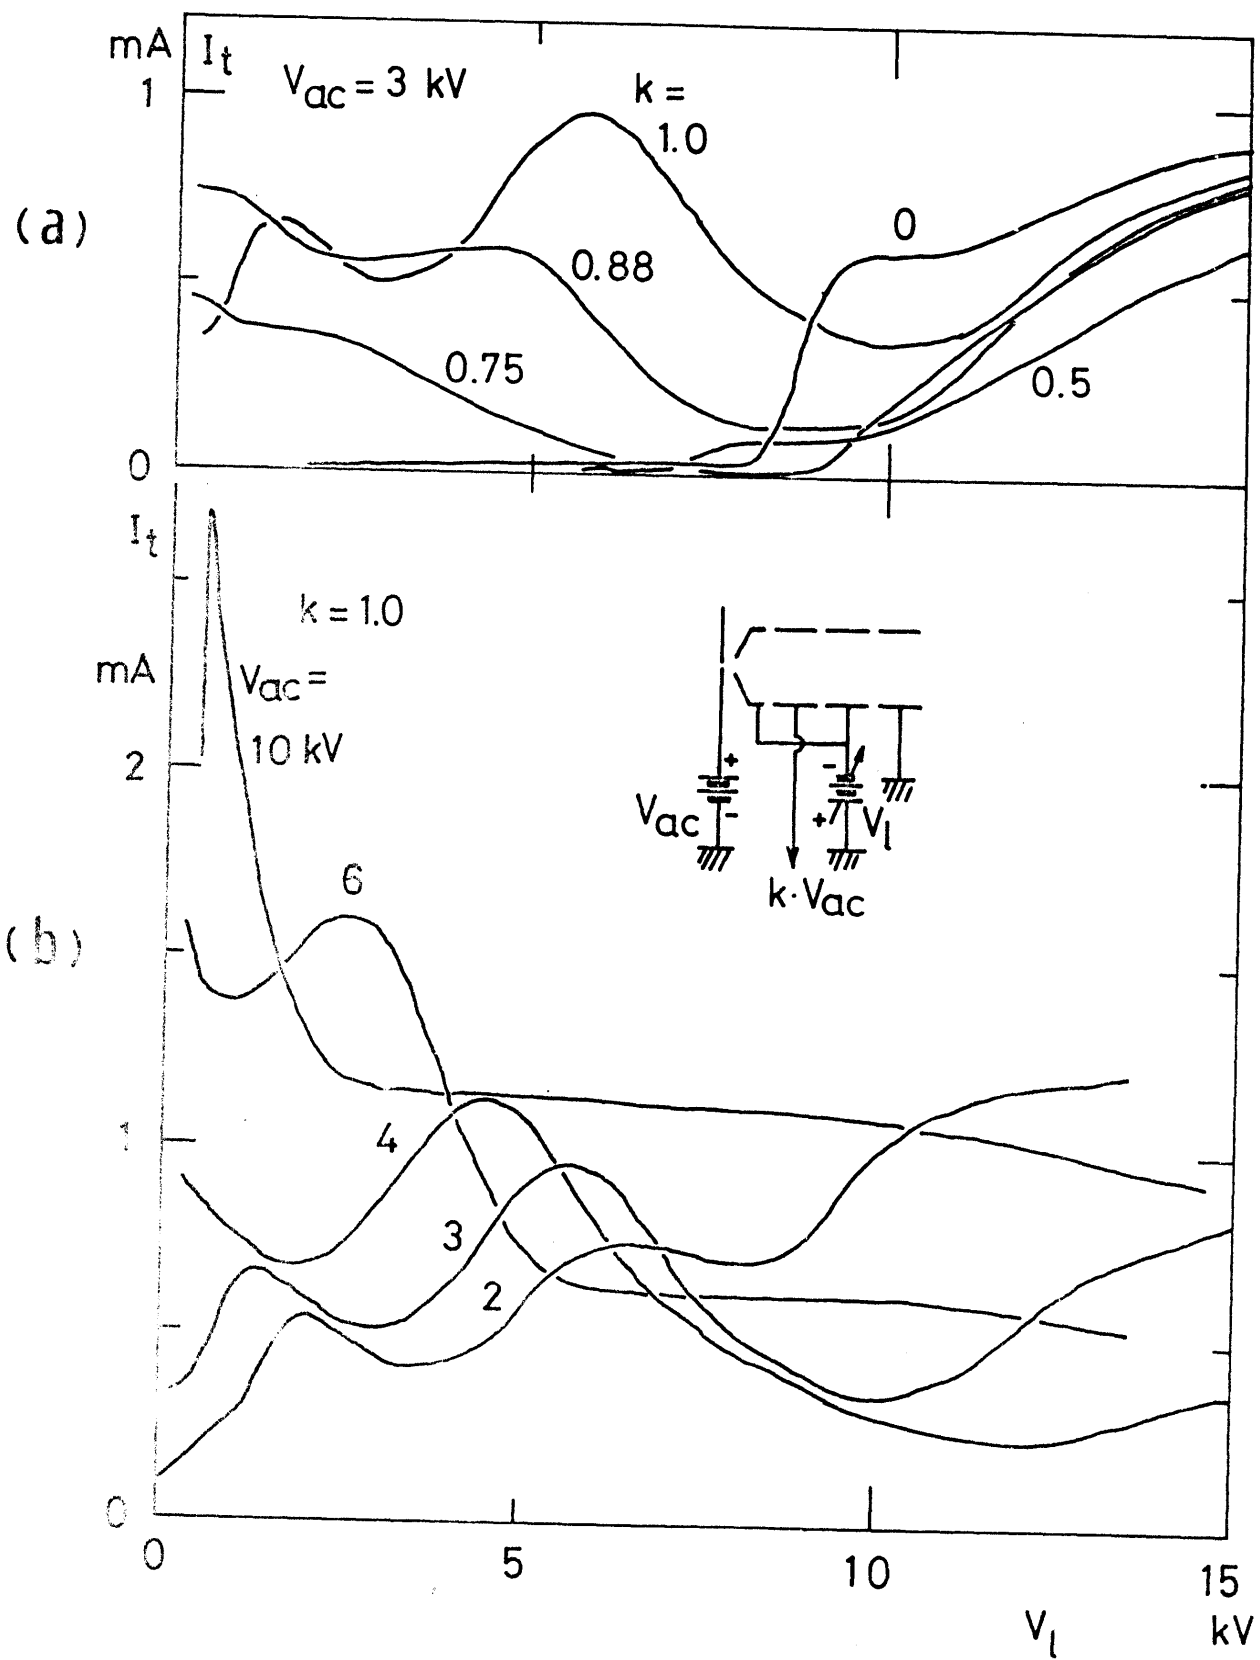 mA I_t
V_ac = 3 kV
k =
1
1.0
(a)
0
0.88
0.75
0.5
0
I_t
k = 1.0
mA
V_ac =
10 kV
2
+
-
V_ac
-
+
V_l
k·V_ac
6
(b)
1
4
3
2
0
0
5
10
15
V_l
kV